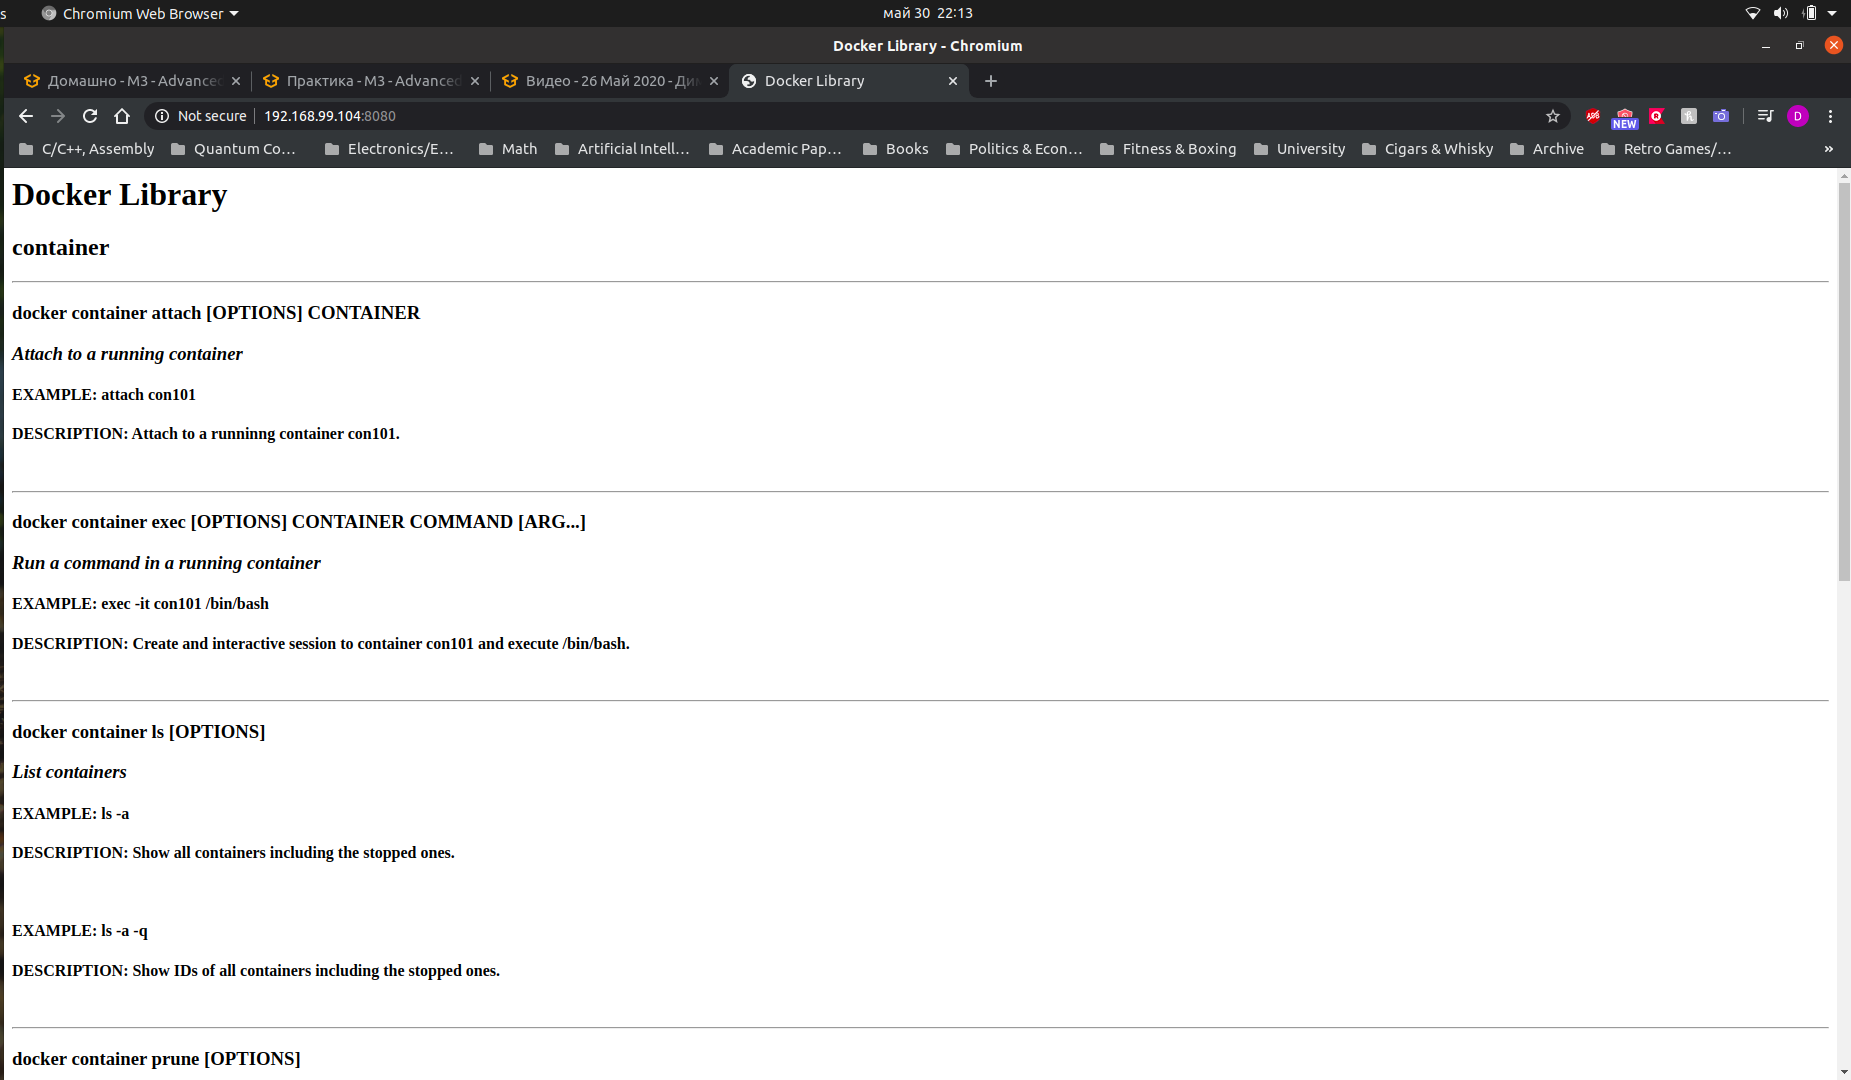 s Chromium Web Browser май 30 22:13
Docker Library - Chromium
Домашно - М3 - Advanced Практика - М3 - Advanced Видео - 26 Май 2020 - Ди Docker Library
Not secure 192.168.99.104:8080 ABP NEW D
C/C++, Assembly Quantum Co... Electronics/E... Math Artificial Intell... Academic Pap... Books Politics & Econ... Fitness & Boxing University Cigars & Whisky Archive Retro Games/... »
Docker Library
container
docker container attach [OPTIONS] CONTAINER
Attach to a running container
EXAMPLE: attach con101
DESCRIPTION: Attach to a runninng container con101.
docker container exec [OPTIONS] CONTAINER COMMAND [ARG...]
Run a command in a running container
EXAMPLE: exec -it con101 /bin/bash
DESCRIPTION: Create and interactive session to container con101 and execute /bin/bash.
docker container ls [OPTIONS]
List containers
EXAMPLE: ls -a
DESCRIPTION: Show all containers including the stopped ones.
EXAMPLE: ls -a -q
DESCRIPTION: Show IDs of all containers including the stopped ones.
docker container prune [OPTIONS]